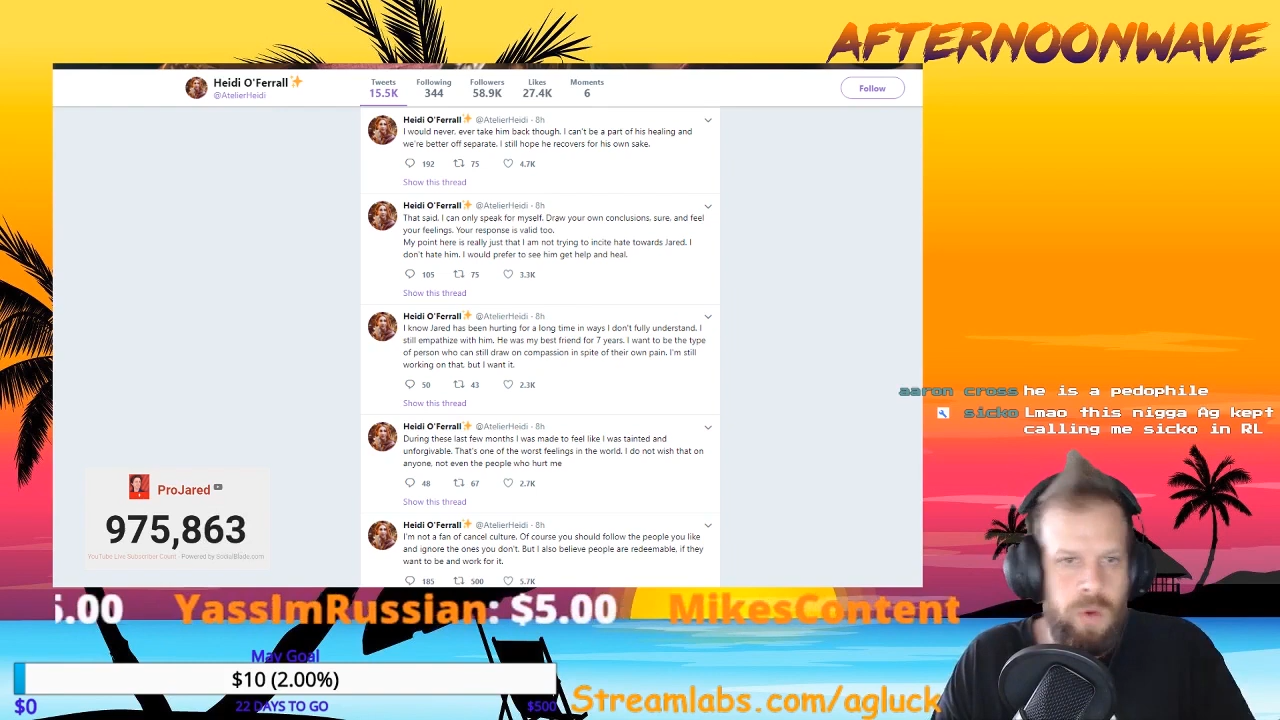 AFTERNOONWAVE
Heidi O'Ferrall
@AtelierHeidi
Tweets
15.5K
Following
344
Followers
58.9K
Likes
27.4K
Moments
6
Follow
Heidi O'Ferrall @AtelierHeidi · 8h
I would never, ever take him back though. I can't be a part of his healing and
we're better off separate. I still hope he recovers for his own sake.
192 75 4.7K
Show this thread
Heidi O'Ferrall @AtelierHeidi · 8h
That said, I can only speak for myself. Draw your own conclusions, sure, and feel
your feelings. Your response is valid too.
My point here is really just that I am not trying to incite hate towards Jared. I
don't hate him. I would prefer to see him get help and heal.
105 75 3.3K
Show this thread
Heidi O'Ferrall @AtelierHeidi · 8h
I know Jared has been hurting for a long time in ways I don't fully understand. I
still empathize with him. He was my best friend for 7 years. I want to be the type
of person who can still draw on compassion in spite of their own pain. I'm still
working on that, but I want it.
50 43 2.3K
Show this thread
Heidi O'Ferrall @AtelierHeidi · 8h
During these last few months I was made to feel like I was tainted and
unforgivable. That's one of the worst feelings in the world. I do not wish that on
anyone, not even the people who hurt me
48 67 2.7K
Show this thread
Heidi O'Ferrall @AtelierHeidi · 8h
I'm not a fan of cancel culture. Of course you should follow the people you like
and ignore the ones you don't. But I also believe people are redeemable, if they
want to be and work for it.
185 500 5.7K
aaron cross he is a pedophile
sicko Lmao this nigga Ag kept
calling me sicko in RL
ProJared
975,863
YouTube Live Subscriber Count - Powered by SocialBlade.com
5.00 YassImRussian: $5.00 MikesContent
May Goal
$10 (2.00%)
$0 22 DAYS TO GO $500
Streamlabs.com/agluck